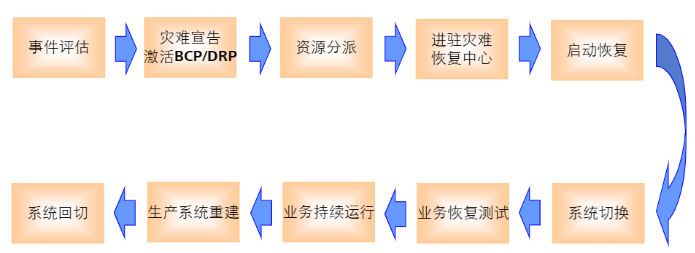 事件评估
灾难宣告
激活BCP/DRP
资源分派
进驻灾难
恢复中心
启动恢复
系统切换
业务恢复测试
业务持续运行
生产系统重建
系统回切